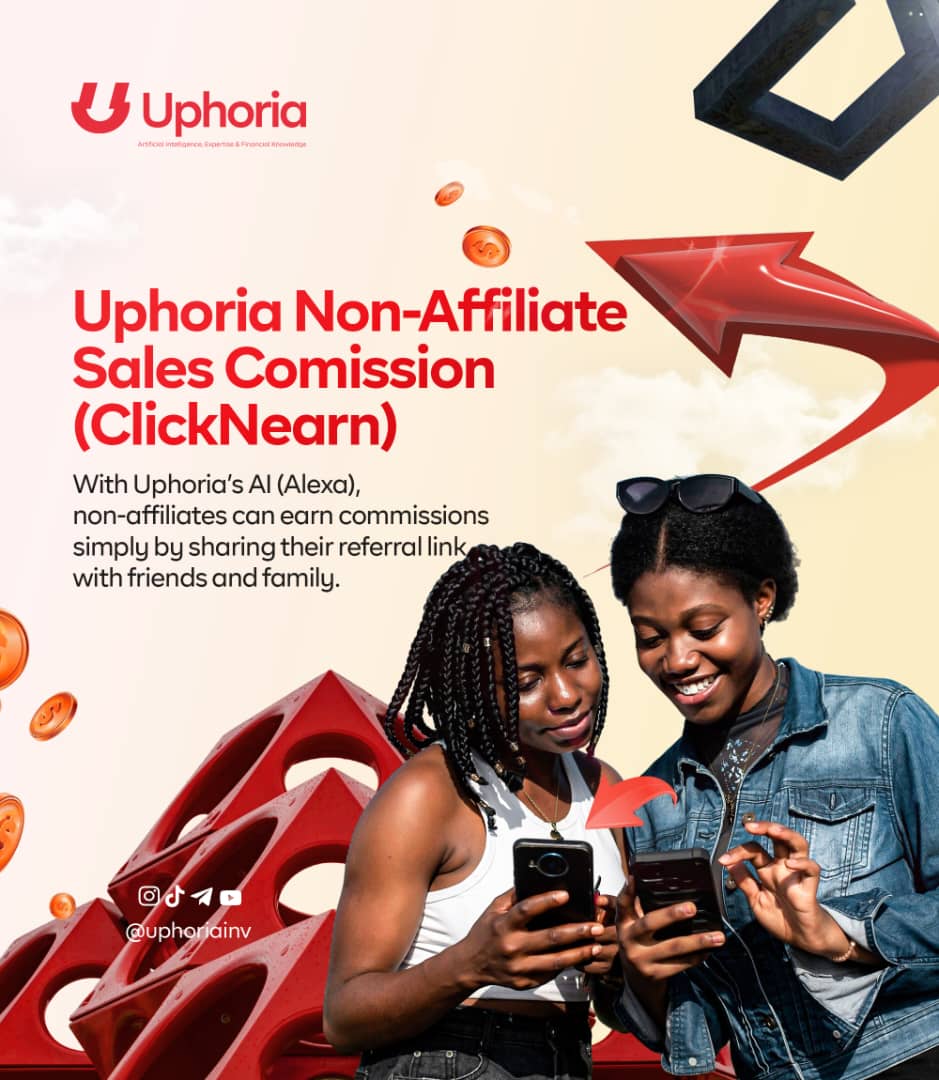 Uphoria
Artificial Intelligence, Expertise & Financial Knowledge
Uphoria Non-Affiliate
Sales Comission
(ClickNearn)
With Uphoria's AI (Alexa),
non-affiliates can earn commissions
simply by sharing their referral link
with friends and family.
@uphoriainv